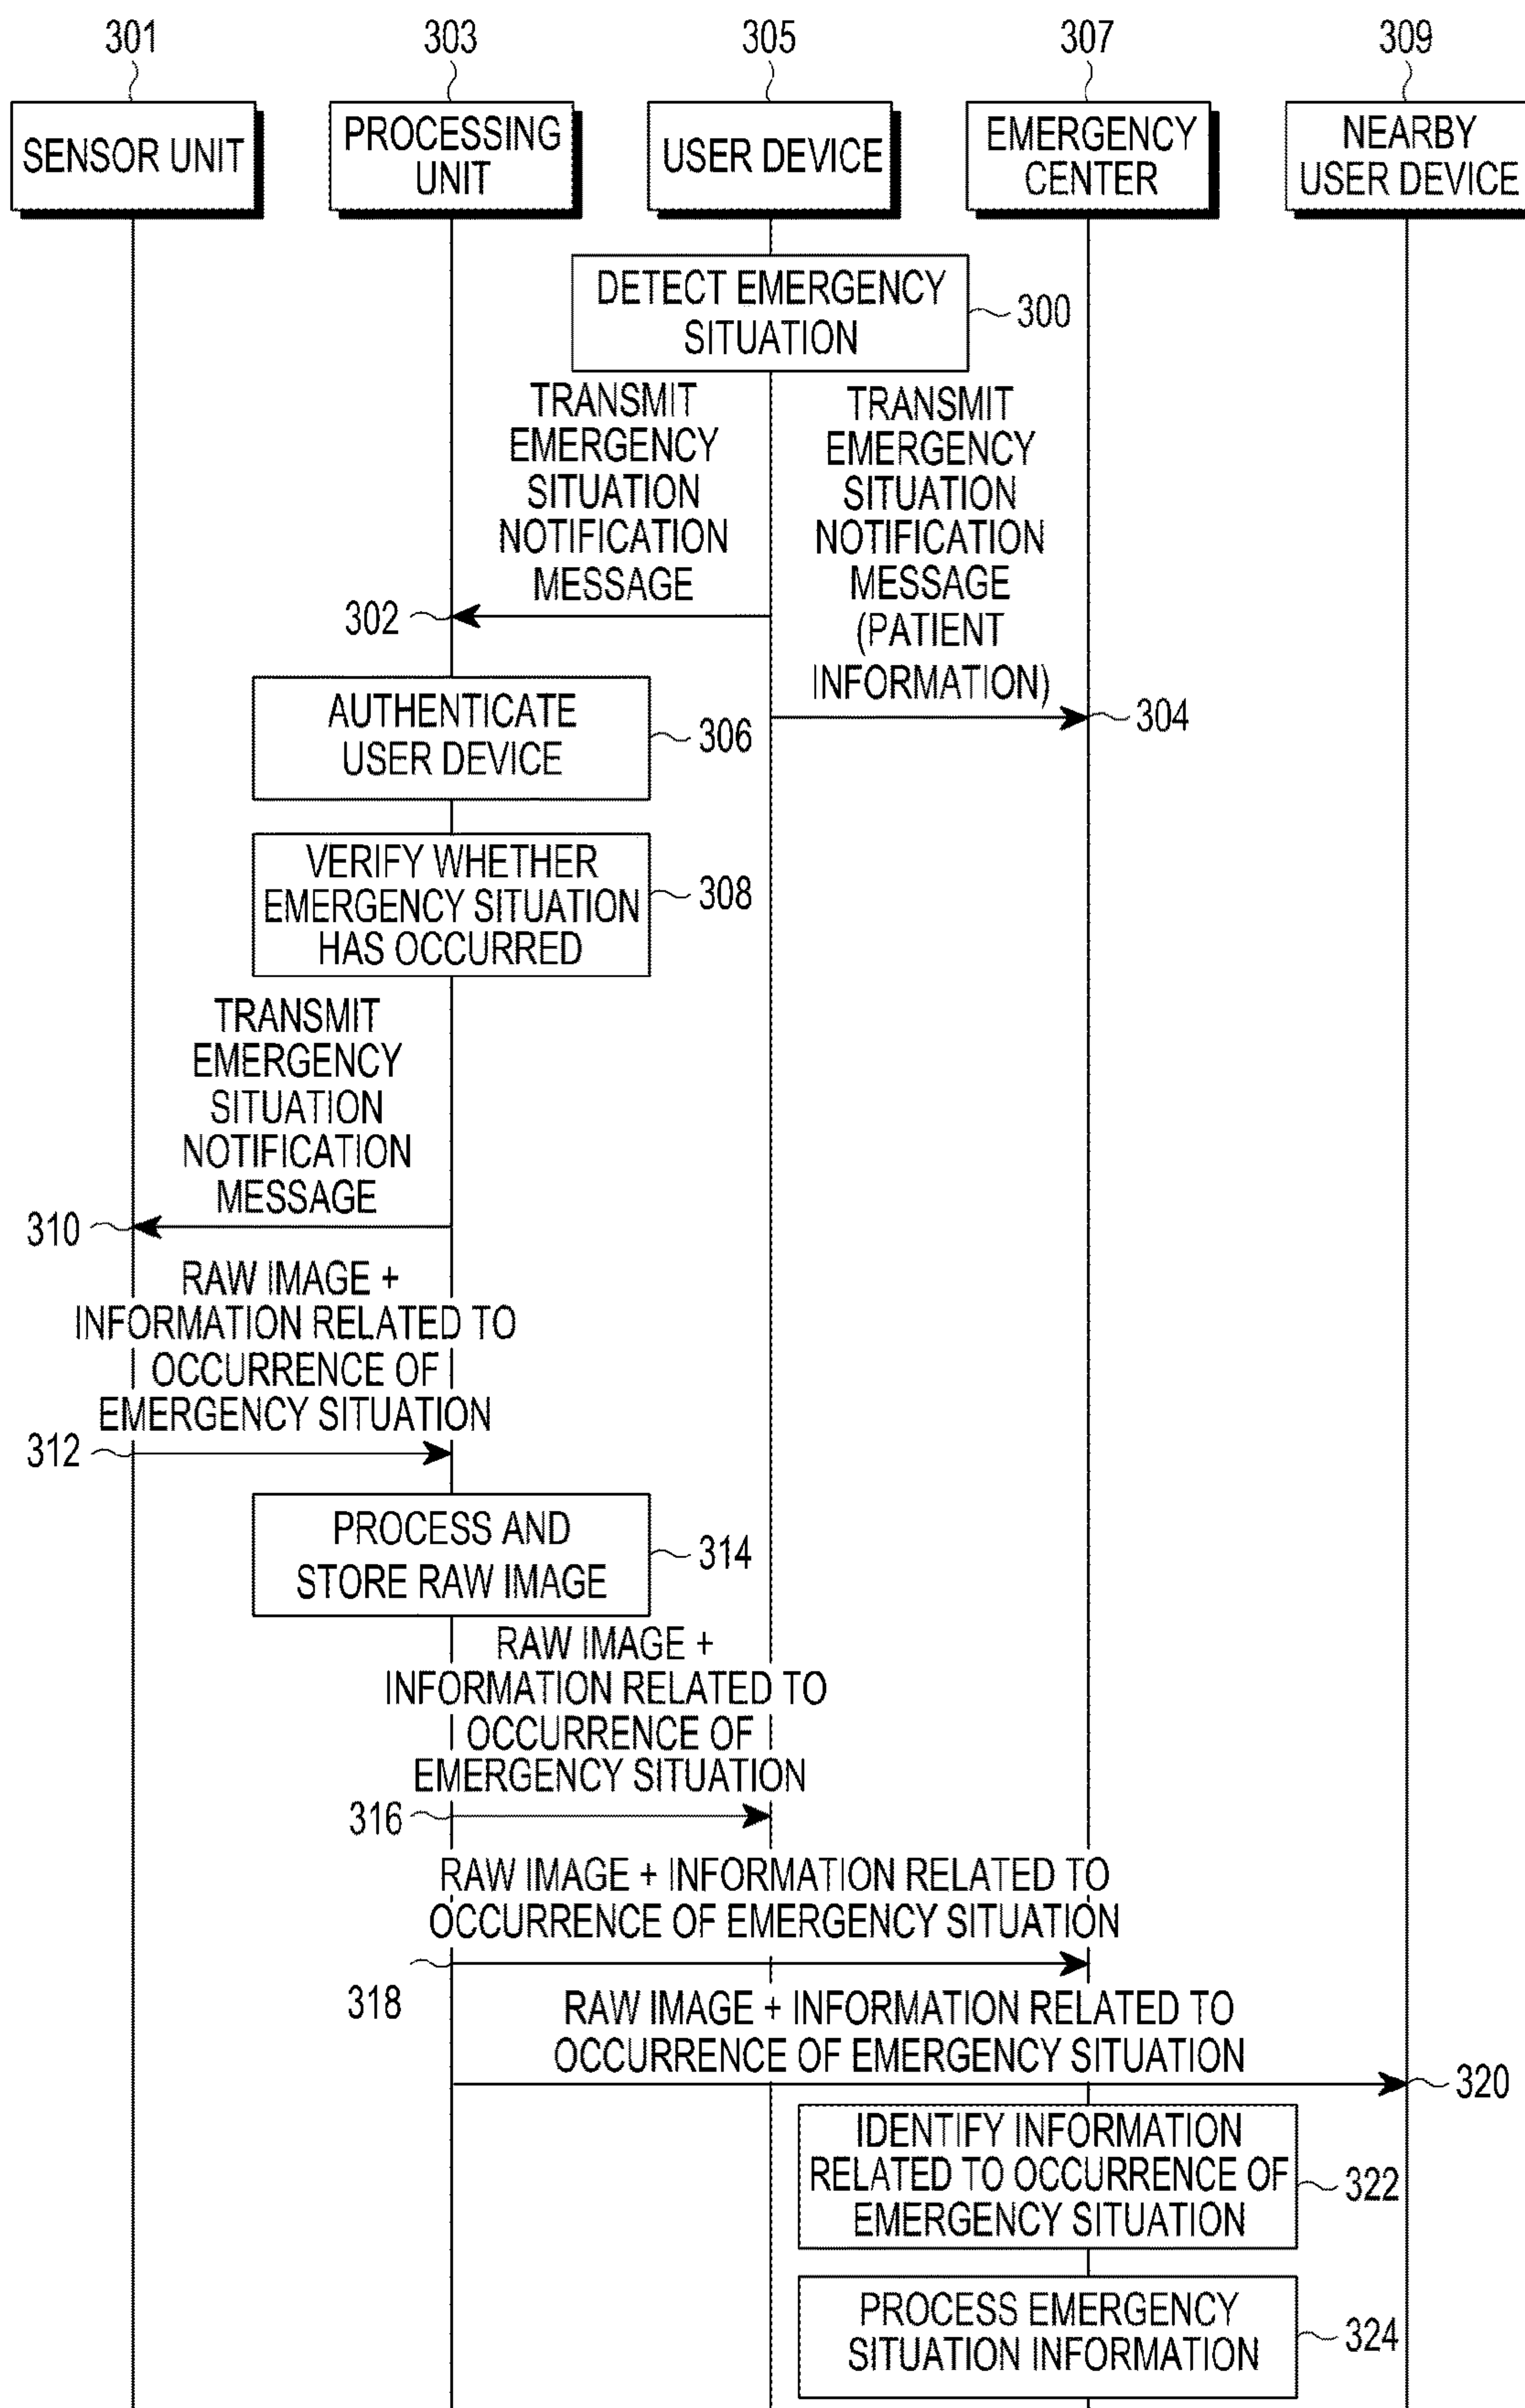 301
303
305
307
309
SENSOR UNIT
PROCESSING
UNIT
USER DEVICE
EMERGENCY
CENTER
NEARBY
USER DEVICE
DETECT EMERGENCY
SITUATION
300
TRANSMIT
EMERGENCY
SITUATION
NOTIFICATION
MESSAGE
302
TRANSMIT
EMERGENCY
SITUATION
NOTIFICATION
MESSAGE
(PATIENT
INFORMATION)
304
AUTHENTICATE
USER DEVICE
306
VERIFY WHETHER
EMERGENCY SITUATION
HAS OCCURRED
308
TRANSMIT
EMERGENCY
SITUATION
NOTIFICATION
MESSAGE
310
RAW IMAGE +
INFORMATION RELATED TO
OCCURRENCE OF
EMERGENCY SITUATION
312
PROCESS AND
STORE RAW IMAGE
314
RAW IMAGE +
INFORMATION RELATED TO
OCCURRENCE OF
EMERGENCY SITUATION
316
RAW IMAGE + INFORMATION RELATED TO
OCCURRENCE OF EMERGENCY SITUATION
318
RAW IMAGE + INFORMATION RELATED TO
OCCURRENCE OF EMERGENCY SITUATION
320
IDENTIFY INFORMATION
RELATED TO OCCURRENCE OF
EMERGENCY SITUATION
322
PROCESS EMERGENCY
SITUATION INFORMATION
324